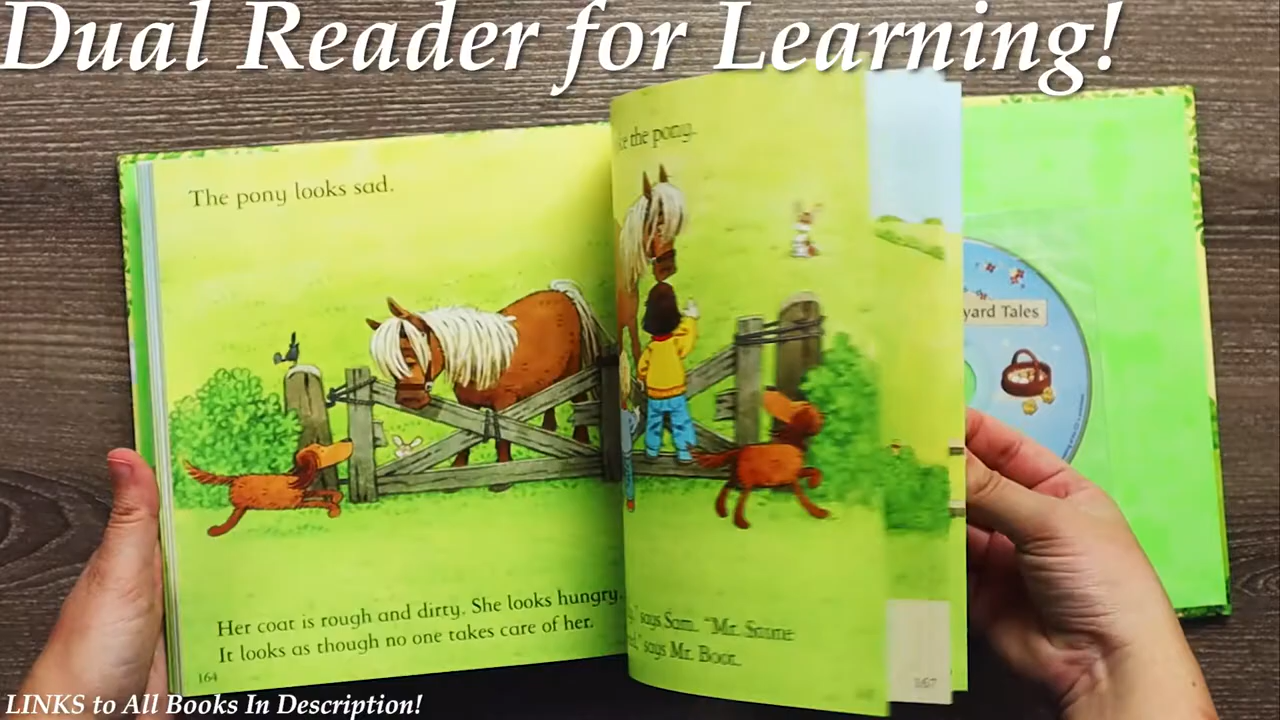 Dual Reader for Learning!
The pony looks sad.
the pony.
yard Tales
Her coat is rough and dirty. She looks hungry.
It looks as though no one takes care of her.
says Sam. "Mr. Stone
says Mr. Boot.
164
167
LINKS to All Books In Description!